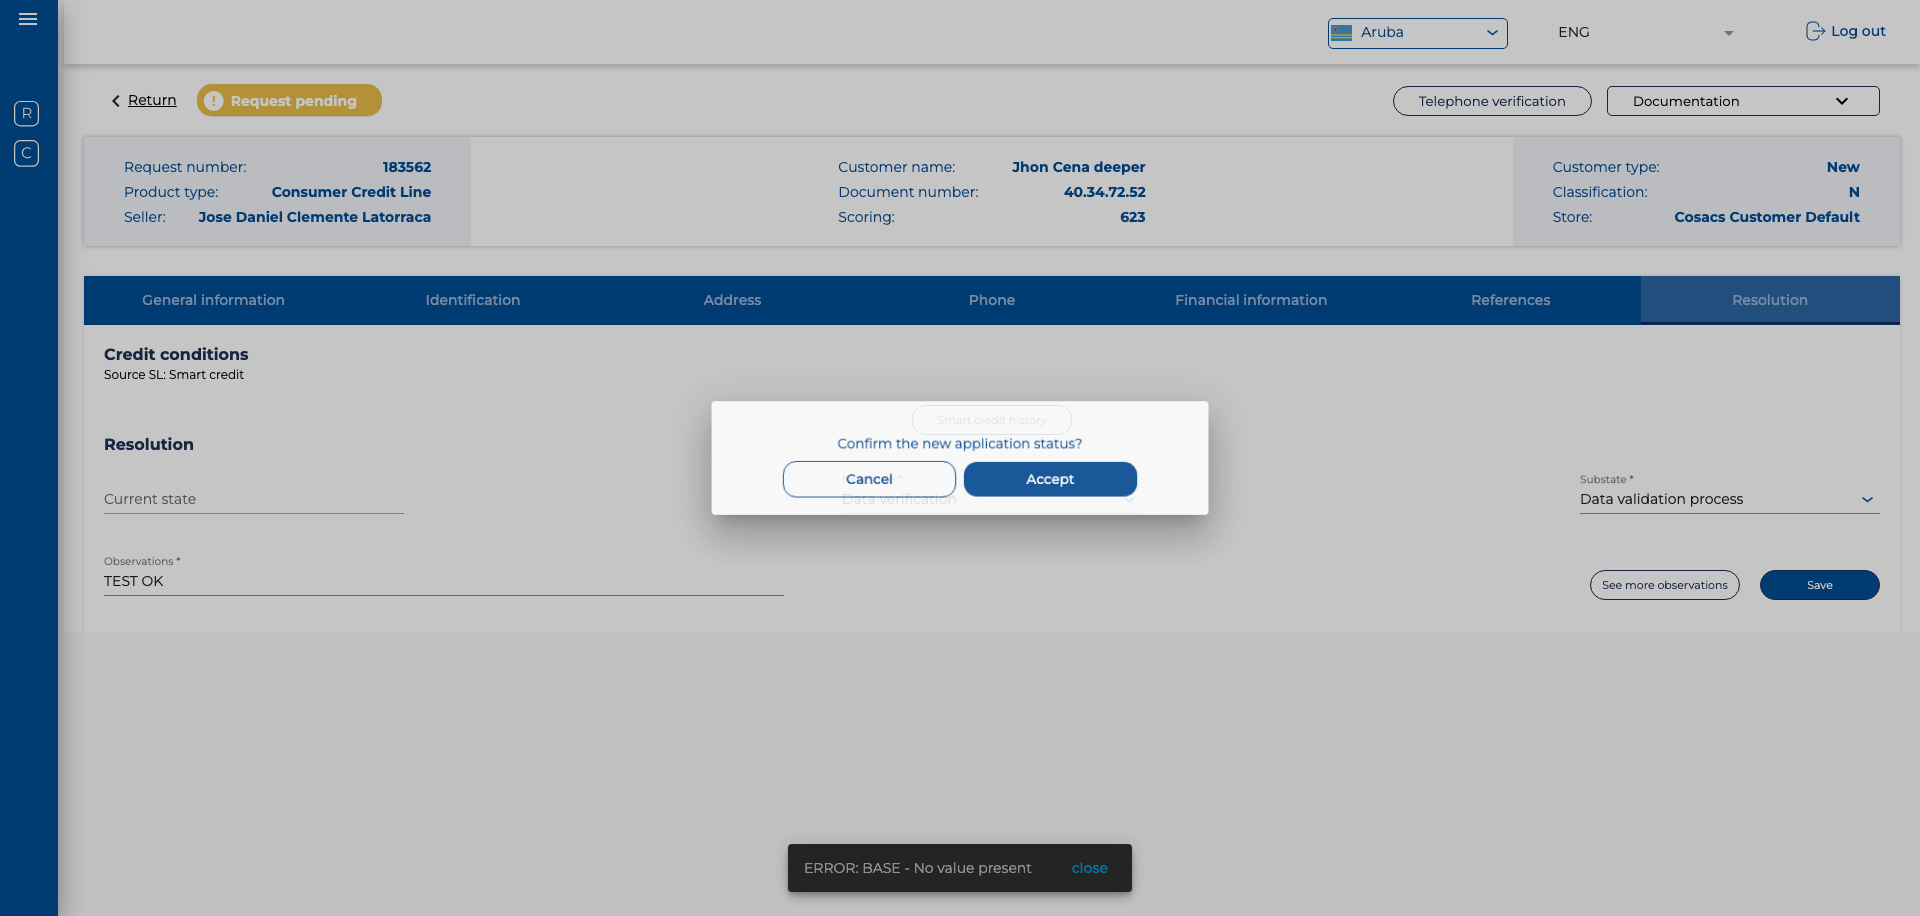 Aruba
ENG
Log out
R
C
Return
! Request pending
Telephone verification
Documentation
Request number: 183562
Product type: Consumer Credit Line
Seller: Jose Daniel Clemente Latorraca
Customer name: Jhon Cena deeper
Document number: 40.34.72.52
Scoring: 623
Customer type: New
Classification: N
Store: Cosacs Customer Default
General information
Identification
Address
Phone
Financial information
References
Resolution
Credit conditions
Source SL: Smart credit
Smart credit history
Confirm the new application status?
Cancel
Accept
Resolution
Current state
Data verification
Substate *
Data validation process
Observations *
TEST OK
See more observations
Save
ERROR: BASE - No value present
close